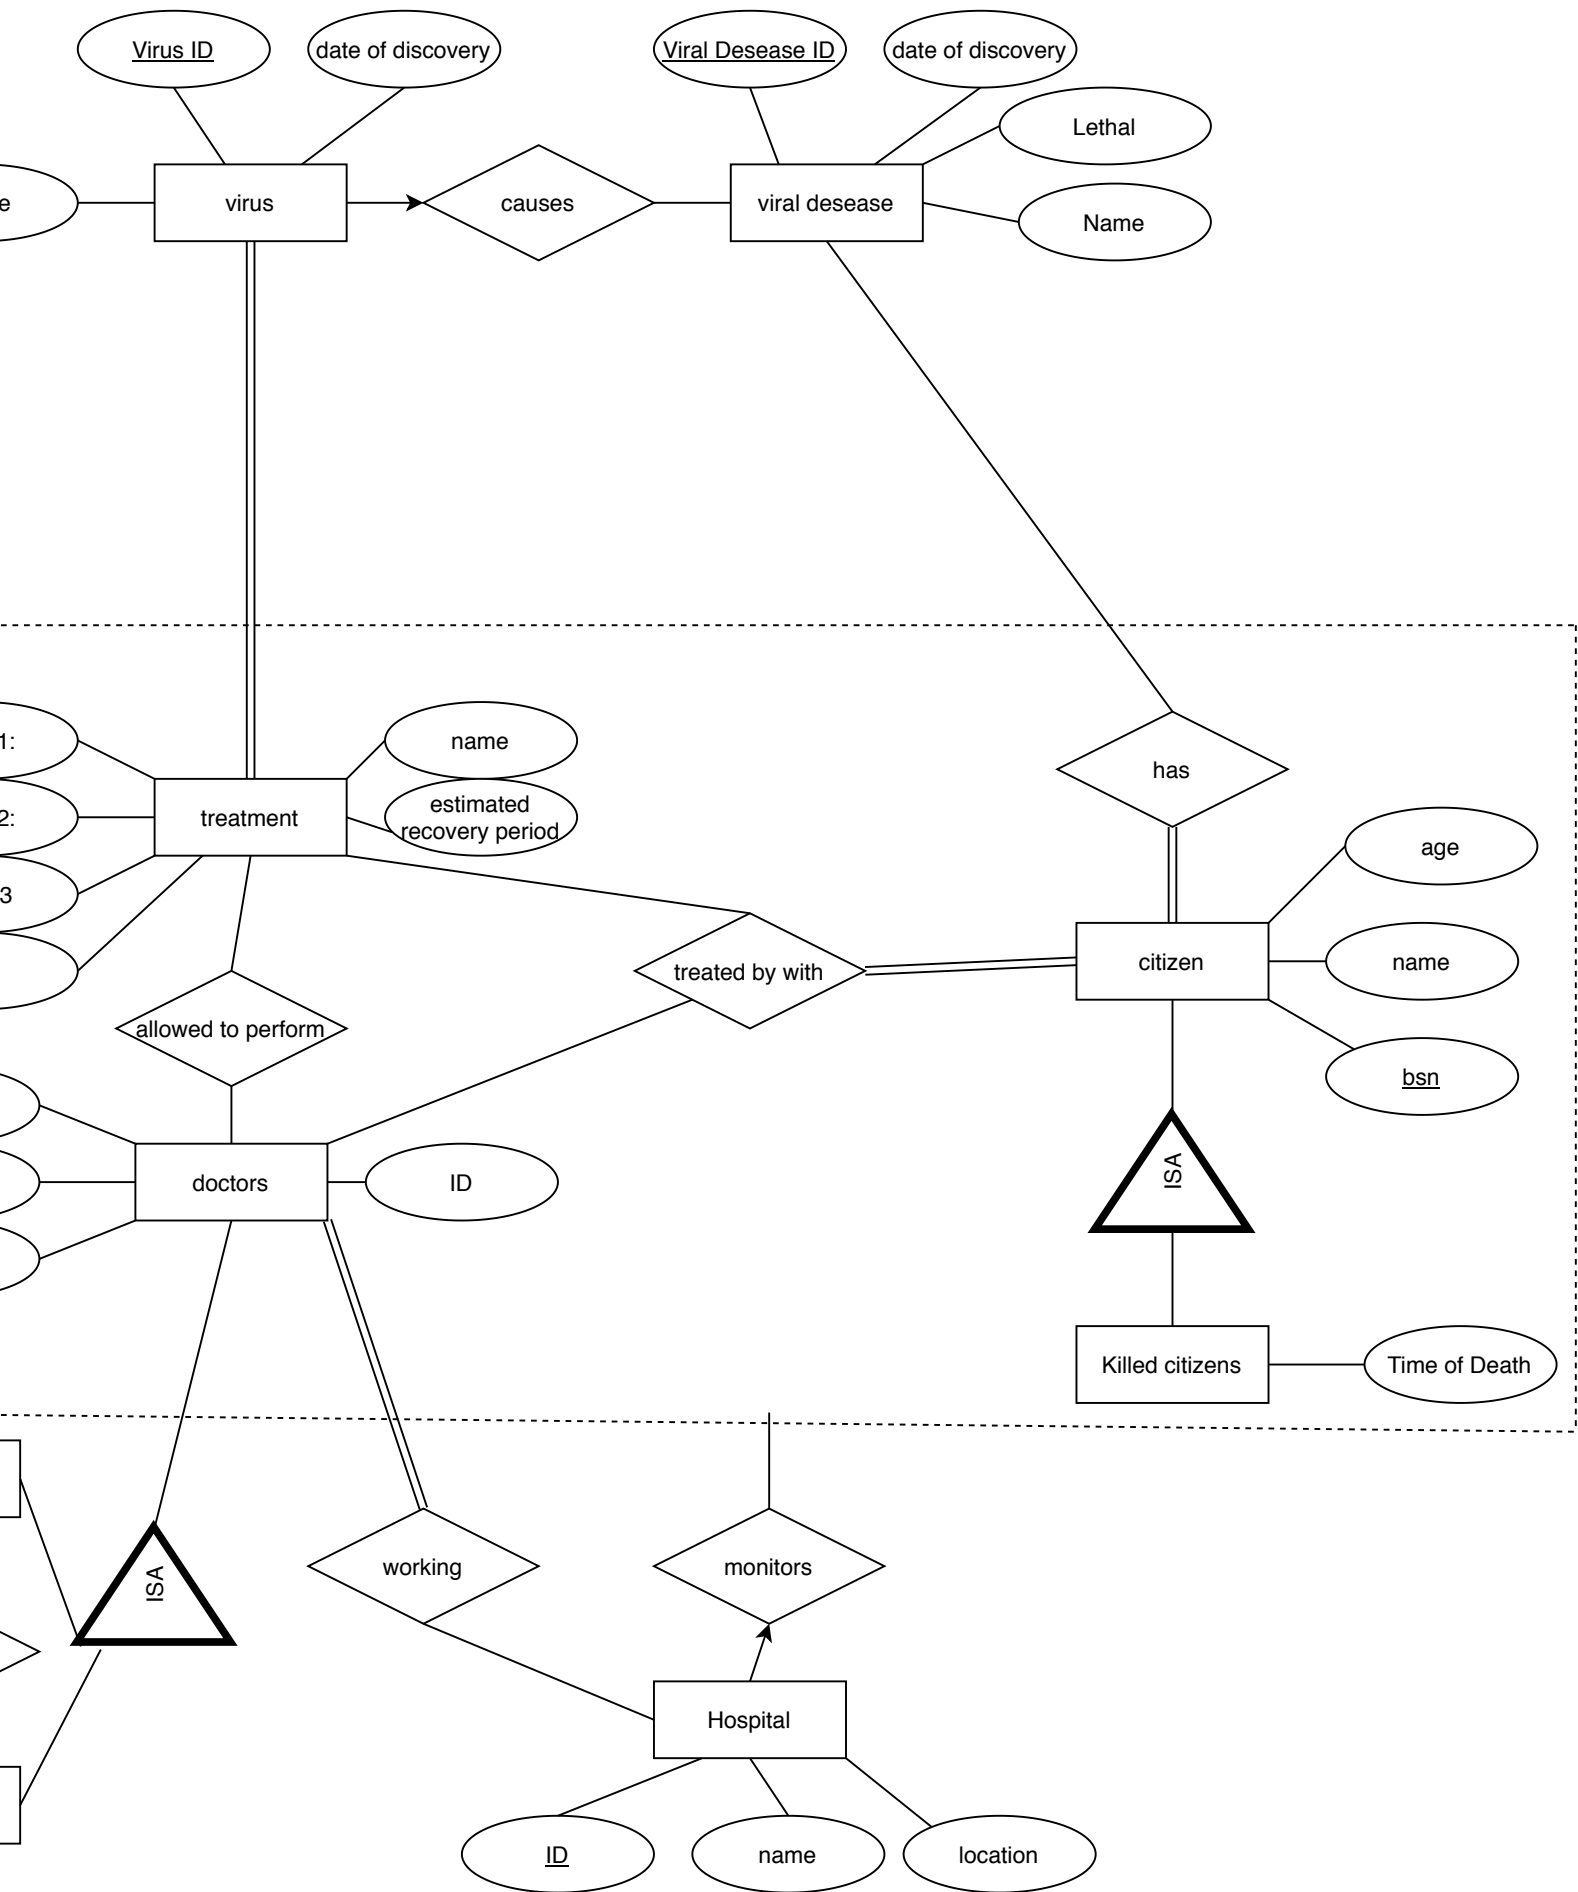 Virus ID
date of discovery
Viral Desease ID
date of discovery
Lethal
e
virus
causes
viral desease
Name
1:
name
has
2:
treatment
estimated
recovery period
age
3
citizen
name
treated by with
allowed to perform
bsn
doctors
ID
ISA
Killed citizens
Time of Death
ISA
working
monitors
Hospital
ID
name
location